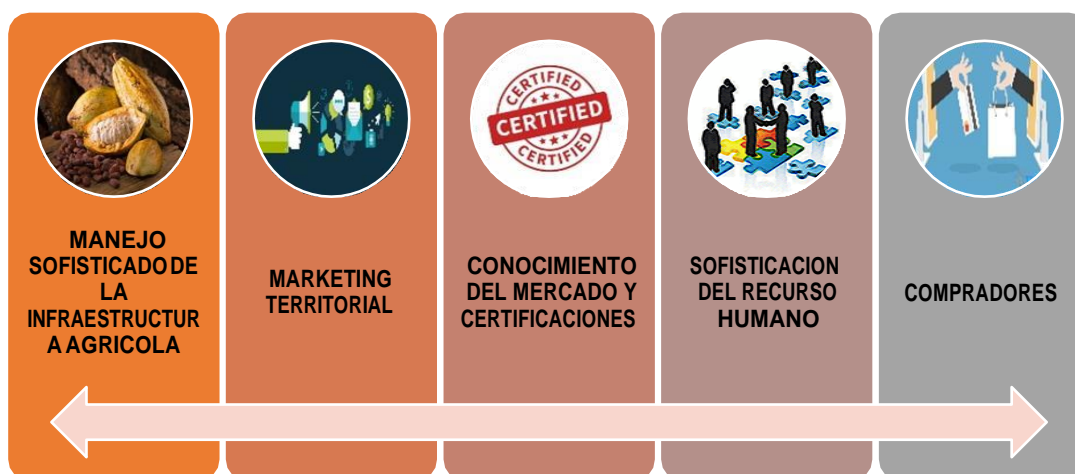 CERTIFIED
CERTIFIED
CERTIFIED
MANEJO
SOFISTICADO DE
LA
INFRAESTRUCTUR
A AGRICOLA
MARKETING
TERRITORIAL
CONOCIMIENTO
DEL MERCADO Y
CERTIFICACIONES
SOFISTICACION
DEL RECURSO
HUMANO
COMPRADORES